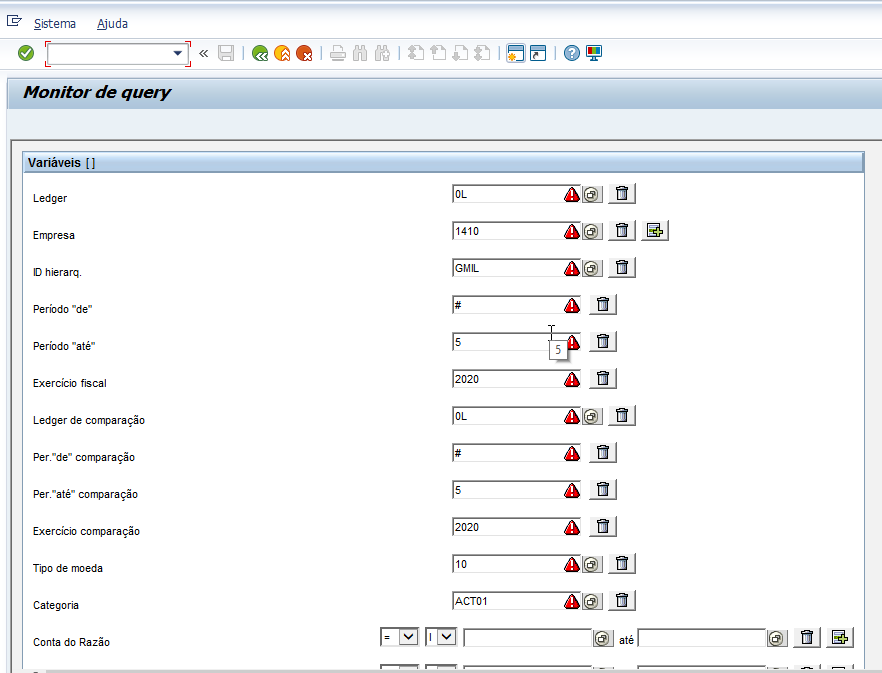 Sistema Ajuda
Monitor de query
Variáveis [ ]
Ledger 0L
Empresa 1410
ID hierarq. GMIL
Período "de" #
Período "até" 5
5
Exercício fiscal 2020
Ledger de comparação 0L
Per."de" comparação #
Per."até" comparação 5
Exercício comparação 2020
Tipo de moeda 10
Categoria ACT01
Conta do Razão = I até